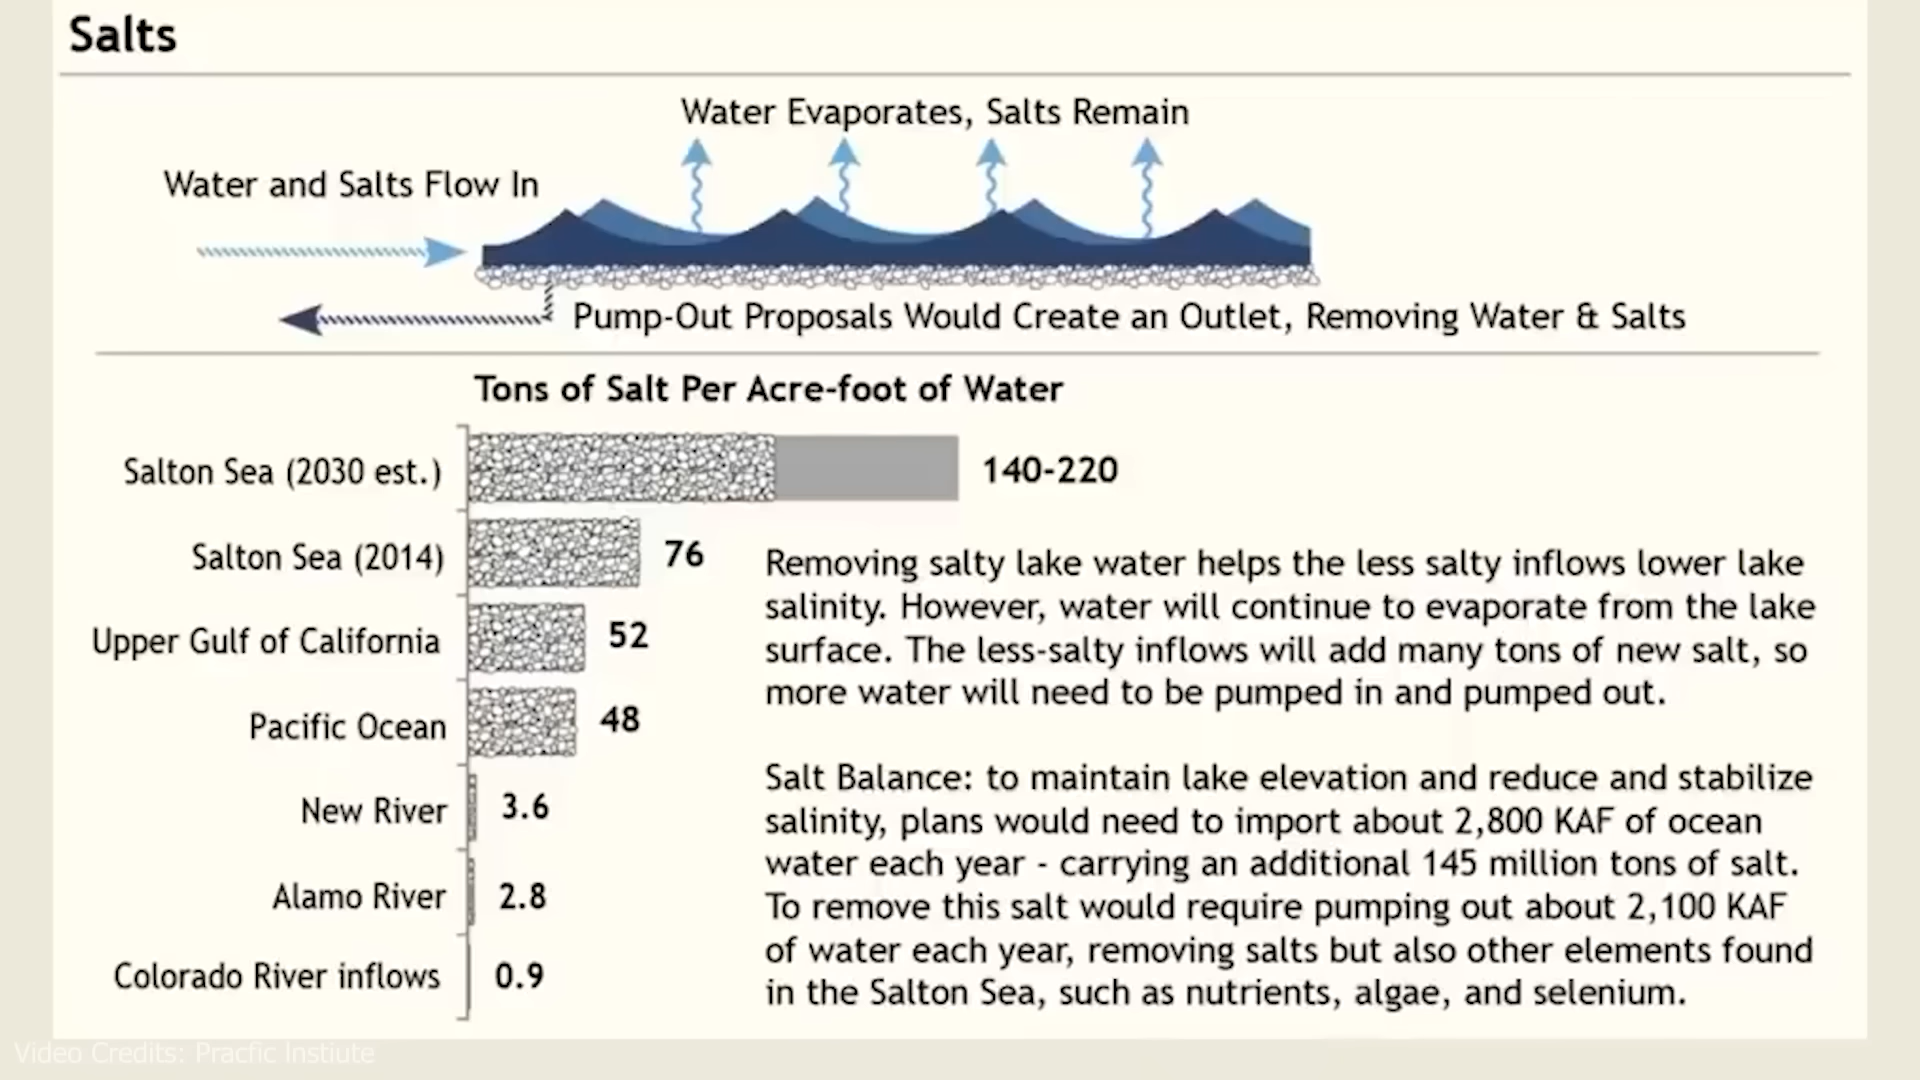 Salts
Water Evaporates, Salts Remain
Water and Salts Flow In
Pump-Out Proposals Would Create an Outlet, Removing Water & Salts
Tons of Salt Per Acre-foot of Water
Salton Sea (2030 est.) 140-220
Salton Sea (2014) 76
Upper Gulf of California 52
Pacific Ocean 48
New River 3.6
Alamo River 2.8
Colorado River inflows 0.9
Removing salty lake water helps the less salty inflows lower lake
salinity. However, water will continue to evaporate from the lake
surface. The less-salty inflows will add many tons of new salt, so
more water will need to be pumped in and pumped out.
Salt Balance: to maintain lake elevation and reduce and stabilize
salinity, plans would need to import about 2,800 KAF of ocean
water each year - carrying an additional 145 million tons of salt.
To remove this salt would require pumping out about 2,100 KAF
of water each year, removing salts but also other elements found
in the Salton Sea, such as nutrients, algae, and selenium.
Video Credits: Pracfic Instiute